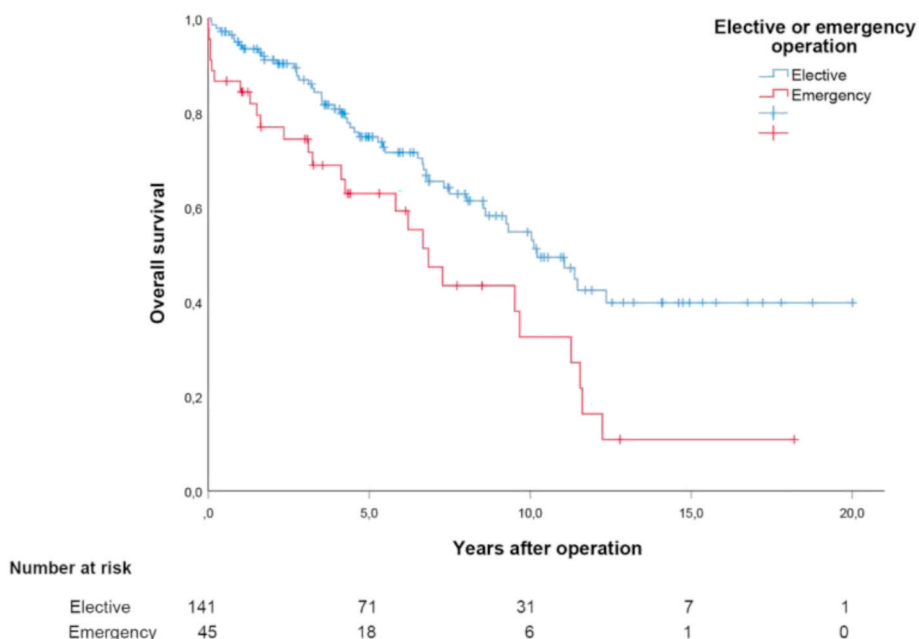 Elective or emergency
operation
Elective
Emergency
1,0
0,8
0,6
0,4
0,2
0,0
Overall survival
,0 5,0 10,0 15,0 20,0
Years after operation
Number at risk
Elective 141 71 31 7 1
Emergency 45 18 6 1 0